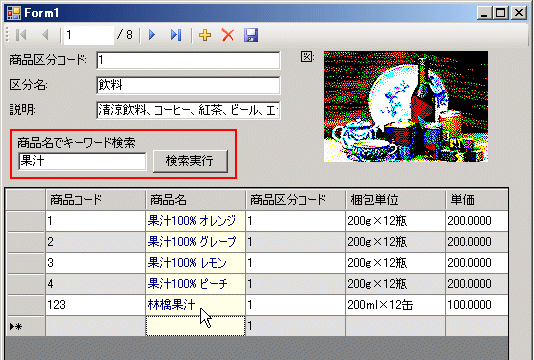 Form1
1 / 8
商品区分コード: 1
図:
区分名: 飲料
説明: 清涼飲料、コーヒー、紅茶、ビール、エ
商品名でキーワード検索
果汁 検索実行
商品コード 商品名 商品区分コード 梱包単位 単価
1 果汁100% オレンジ 1 200g×12瓶 200.0000
2 果汁100% グレープ 1 200g×12瓶 200.0000
3 果汁100% レモン 1 200g×12瓶 200.0000
4 果汁100% ピーチ 1 200g×12瓶 200.0000
123 林檎果汁 1 200ml×12缶 100.0000
1